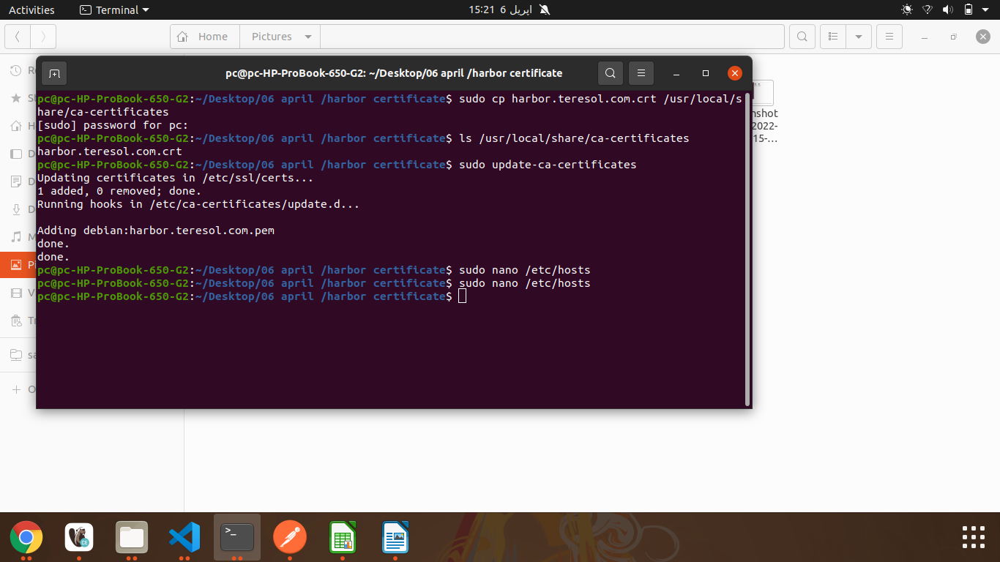 Activities
Terminal
15:21 6 اپریل
Home
Pictures
pc@pc-HP-ProBook-650-G2: ~/Desktop/06 april /harbor certificate
pc@pc-HP-ProBook-650-G2:~/Desktop/06 april /harbor certificate$ sudo cp harbor.teresol.com.crt /usr/local/s
hare/ca-certificates
[sudo] password for pc:
pc@pc-HP-ProBook-650-G2:~/Desktop/06 april /harbor certificate$ ls /usr/local/share/ca-certificates
harbor.teresol.com.crt
pc@pc-HP-ProBook-650-G2:~/Desktop/06 april /harbor certificate$ sudo update-ca-certificates
Updating certificates in /etc/ssl/certs...
1 added, 0 removed; done.
Running hooks in /etc/ca-certificates/update.d...
Adding debian:harbor.teresol.com.pem
done.
done.
pc@pc-HP-ProBook-650-G2:~/Desktop/06 april /harbor certificate$ sudo nano /etc/hosts
pc@pc-HP-ProBook-650-G2:~/Desktop/06 april /harbor certificate$ sudo nano /etc/hosts
pc@pc-HP-ProBook-650-G2:~/Desktop/06 april /harbor certificate$
nshot
2022-
15-...